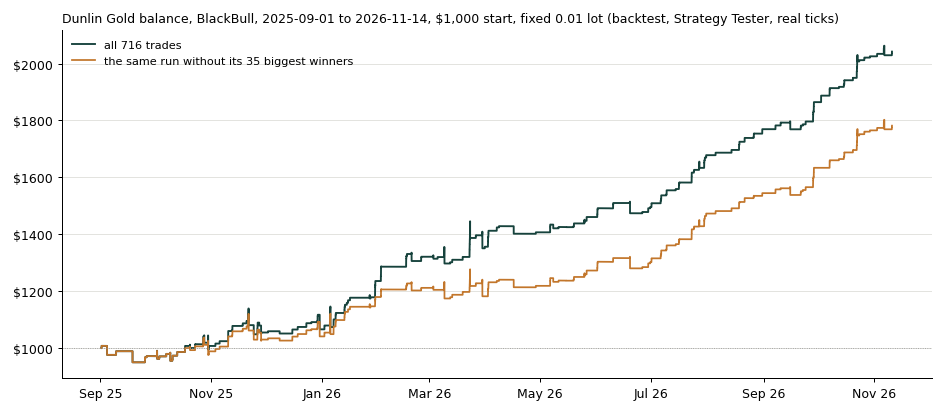 Dunlin Gold balance, BlackBull, 2025-09-01 to 2026-11-14, $1,000 start, fixed 0.01 lot (backtest, Strategy Tester, real ticks)
all 716 trades
the same run without its 35 biggest winners
$2000
$1800
$1600
$1400
$1200
$1000
Sep 25 Nov 25 Jan 26 Mar 26 May 26 Jul 26 Sep 26 Nov 26